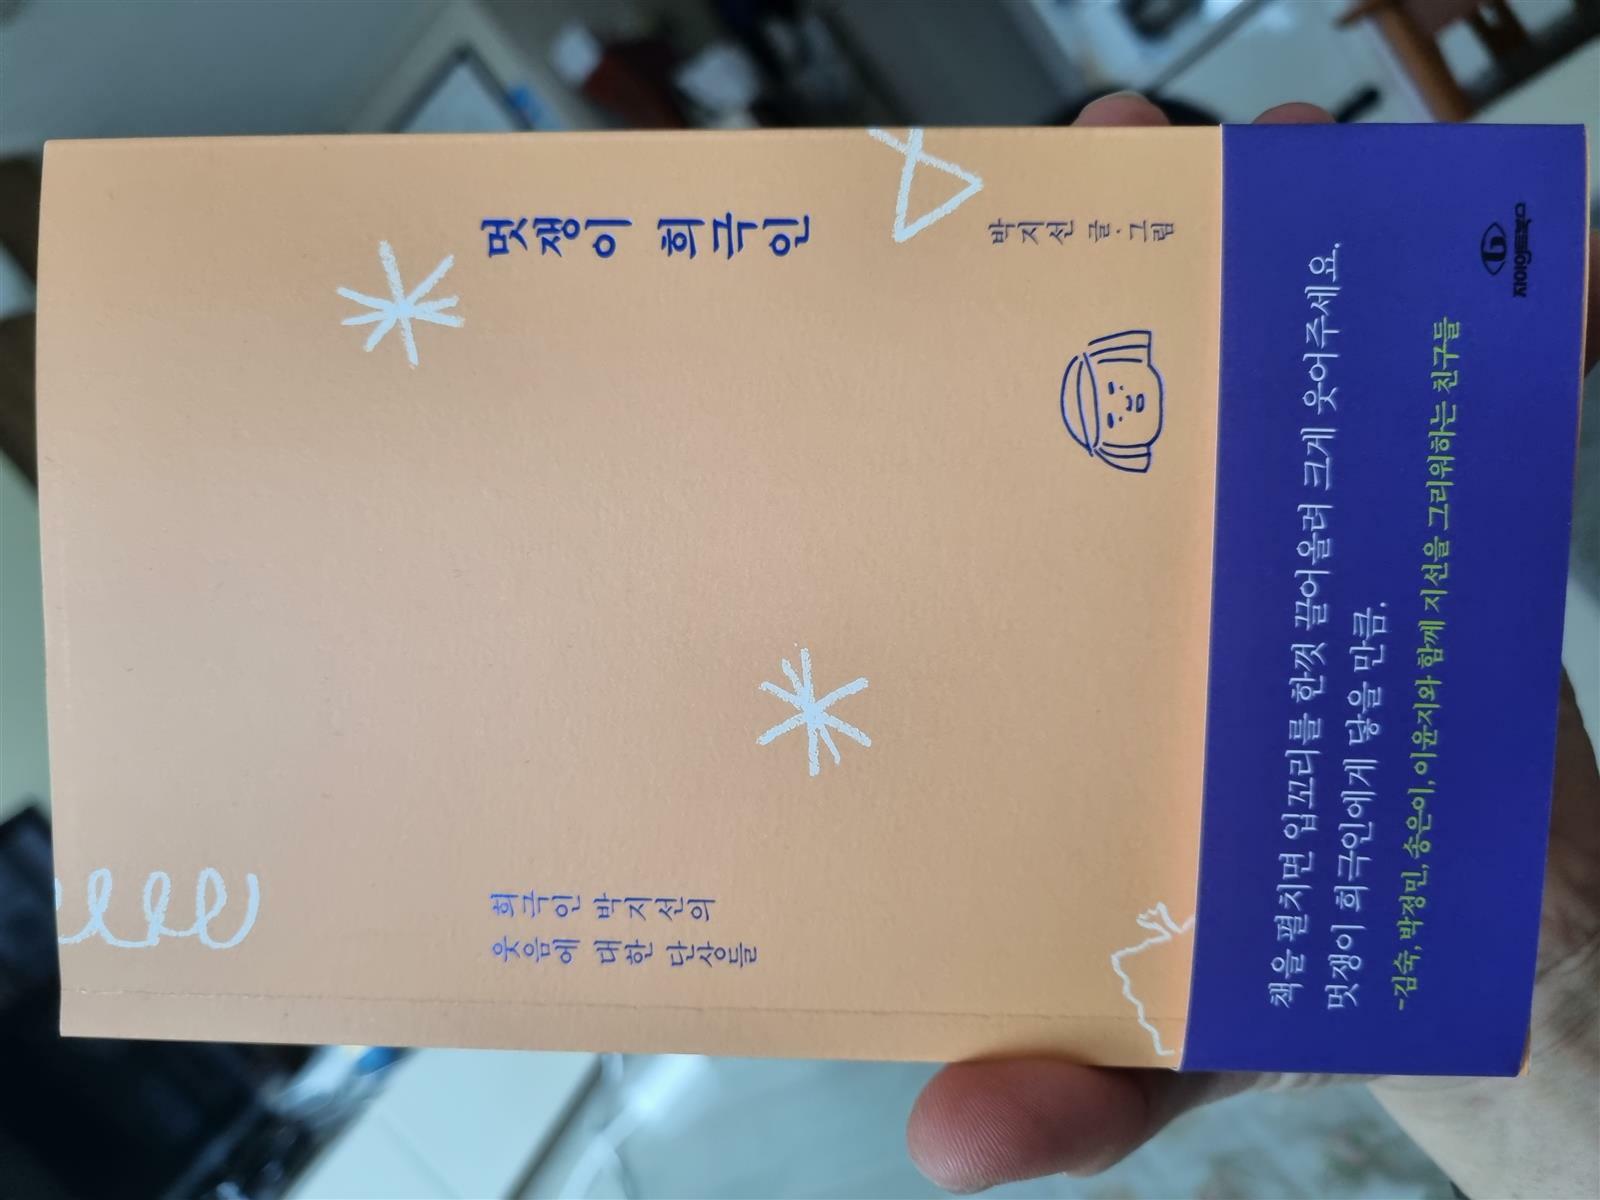 멋쟁이 희극인
희극인 박지선의
웃음에 대한 단상들
박지선 글·그림
책을 펼치면 입꼬리를 한껏 끌어올려 크게 웃어주세요.
멋쟁이 희극인에게 닿을 만큼.
-김숙, 박정민, 송은이, 이윤지와 함께 지선을 그리워하는 친구들
자이언트북스